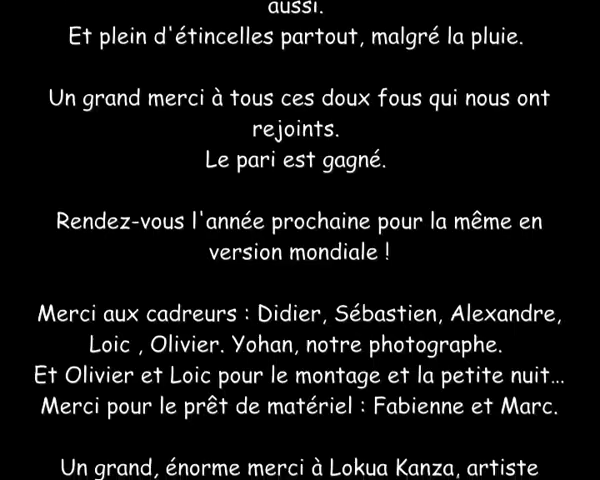 aussi.
Et plein d'étincelles partout, malgré la pluie.
Un grand merci à tous ces doux fous qui nous ont
rejoints.
Le pari est gagné.
Rendez-vous l'année prochaine pour la même en
version mondiale !
Merci aux cadreurs : Didier, Sébastien, Alexandre,
Loic , Olivier. Yohan, notre photographe.
Et Olivier et Loic pour le montage et la petite nuit...
Merci pour le prêt de matériel : Fabienne et Marc.
Un grand, énorme merci à Lokua Kanza, artiste